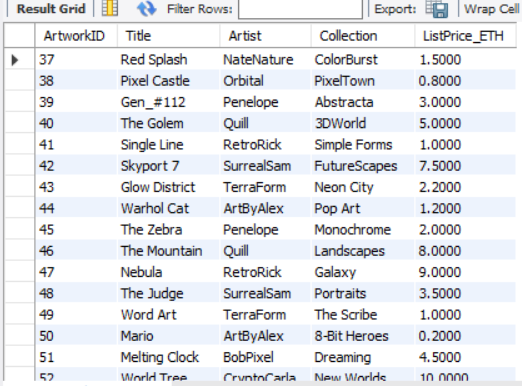 Result Grid Filter Rows: Export: Wrap Cell
ArtworkID Title Artist Collection ListPrice_ETH
37 Red Splash NateNature ColorBurst 1.5000
38 Pixel Castle Orbital PixelTown 0.8000
39 Gen_#112 Penelope Abstracta 3.0000
40 The Golem Quill 3DWorld 5.0000
41 Single Line RetroRick Simple Forms 1.0000
42 Skyport 7 SurrealSam FutureScapes 7.5000
43 Glow District TerraForm Neon City 2.2000
44 Warhol Cat ArtByAlex Pop Art 1.2000
45 The Zebra Penelope Monochrome 2.0000
46 The Mountain Quill Landscapes 8.0000
47 Nebula RetroRick Galaxy 9.0000
48 The Judge SurrealSam Portraits 3.5000
49 Word Art TerraForm The Scribe 1.0000
50 Mario ArtByAlex 8-Bit Heroes 0.2000
51 Melting Clock BobPixel Dreaming 4.5000
52 World Tree CryptoCarla New Worlds 10.0000